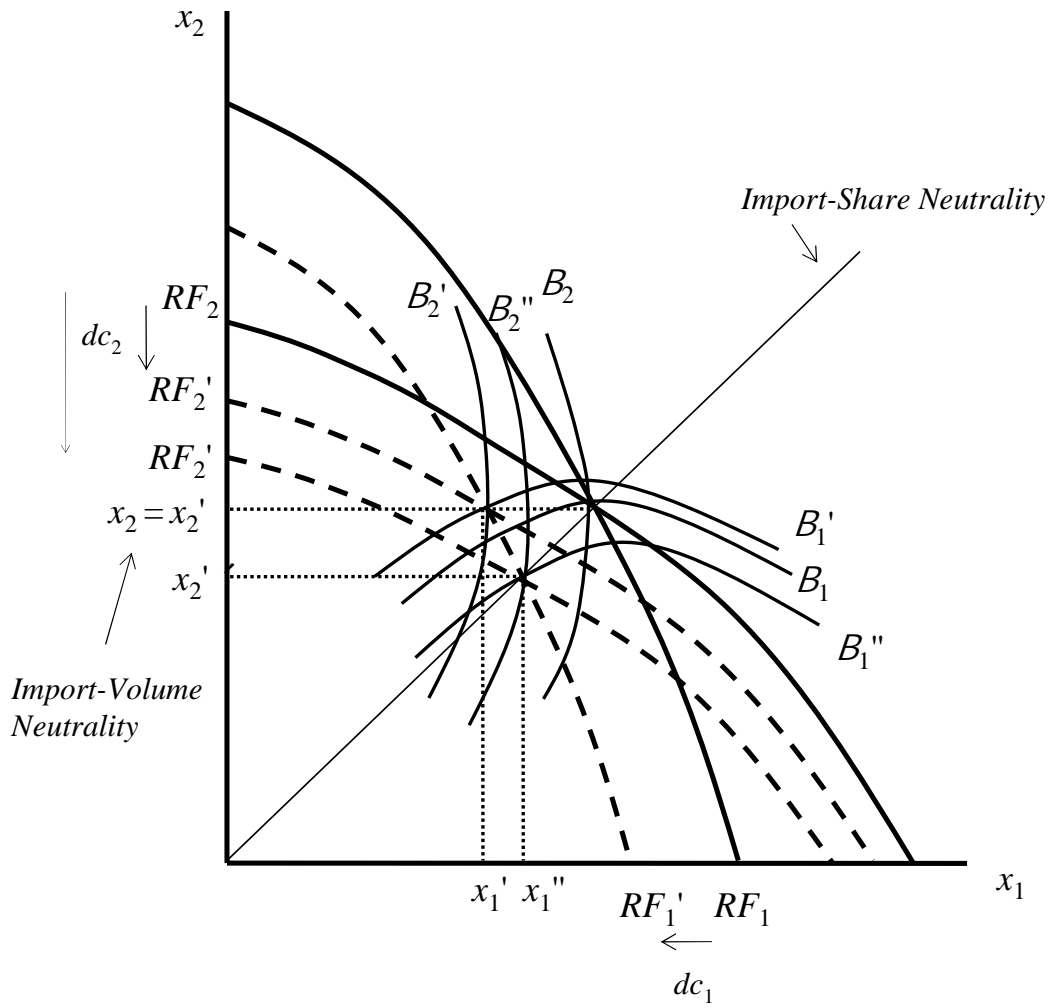 x₂
Import-Share Neutrality
B₂'
B₂"
B₂
RF₂
dc₂
RF₂'
RF₂'
x₂ = x₂'
B₁'
B₁
x₂'
B₁"
Import-Volume
Neutrality
x₁' x₁"
x₁
RF₁' RF₁
dc₁